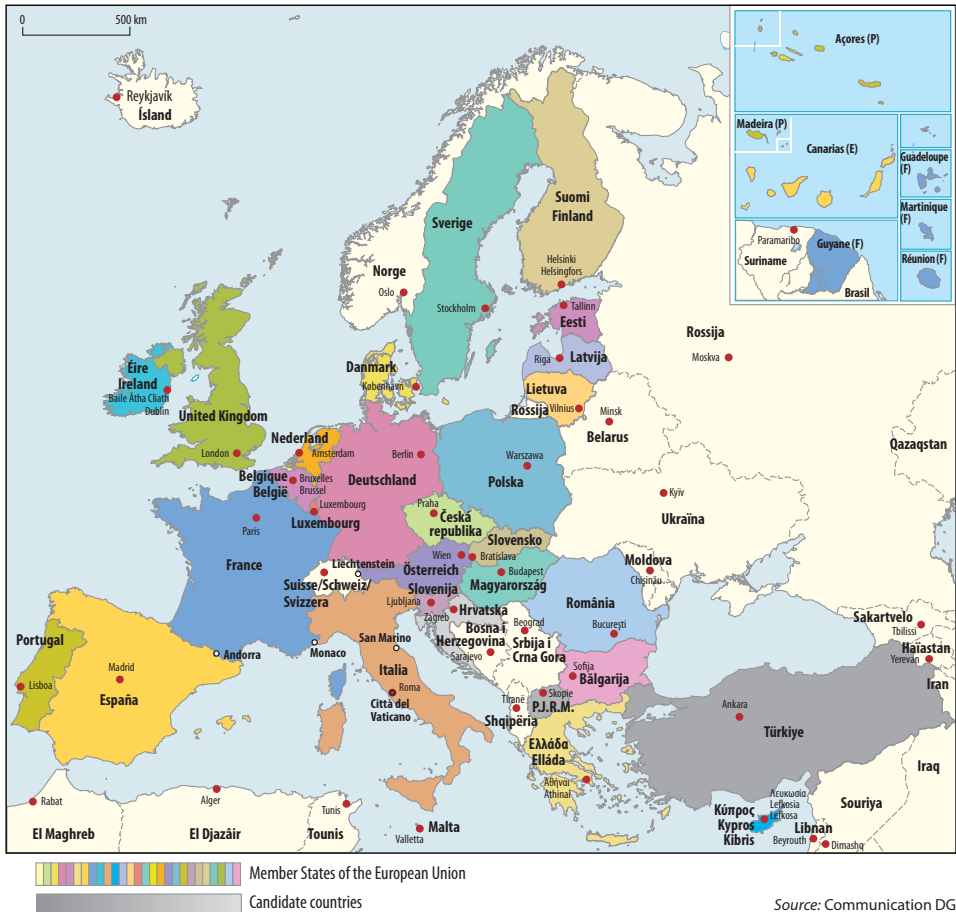 0
500 km
Reykjavík
Ísland
Açores (P)
Madeira (P)
Canarias (E)
Guadeloupe
(F)
Martinique
(F)
Paramaribo
Guyane (F)
Suriname
Brasil
Réunion (F)
Suomi
Finland
Helsinki
Helsingfors
Sverige
Stockholm
Norge
Oslo
Tallinn
Eesti
Riga
Latvija
Lietuva
Vilnius
Rossija
Rossija
Moskva
Minsk
Belarus
Qazaqstan
Danmark
København
Éire
Ireland
Baile Átha Cliath
Dublin
United Kingdom
London
Nederland
Amsterdam
Belgique
België
Bruxelles
Brussel
Luxembourg
Luxembourg
Berlin
Deutschland
Warszawa
Polska
Kyïv
Ukraïna
Praha
Česká
republika
Slovensko
Bratislava
Wien
Österreich
Budapest
Magyarország
Moldova
Chişinău
Paris
France
Liechtenstein
Suisse/Schweiz/
Svizzera
Slovenija
Ljubljana
Hrvatska
Zagreb
Bosna i
Herzegovina
Sarajevo
Beograd
Srbija i
Crna Gora
România
Bucureşti
Sofija
Bălgarija
Skopie
P.J.R.M.
Tiranë
Shqipëria
Portugal
Lisboa
Madrid
España
Andorra
Monaco
San Marino
Italia
Roma
Città del
Vaticano
Ελλάδα
Elláda
Αθήναι
Athinai
Ankara
Türkiye
Sakartvelo
Tbilissi
Haïastan
Yerevan
Iran
Iraq
Souriya
Λευκωσία
Lefkosia
Lefkosa
Κύπρος
Kypros
Kibris
Libnan
Beyrouth
Dimashq
Rabat
El Maghreb
Alger
El Djazâir
Tunis
Tounis
Malta
Valletta
Member States of the European Union
Candidate countries
Source: Communication DG